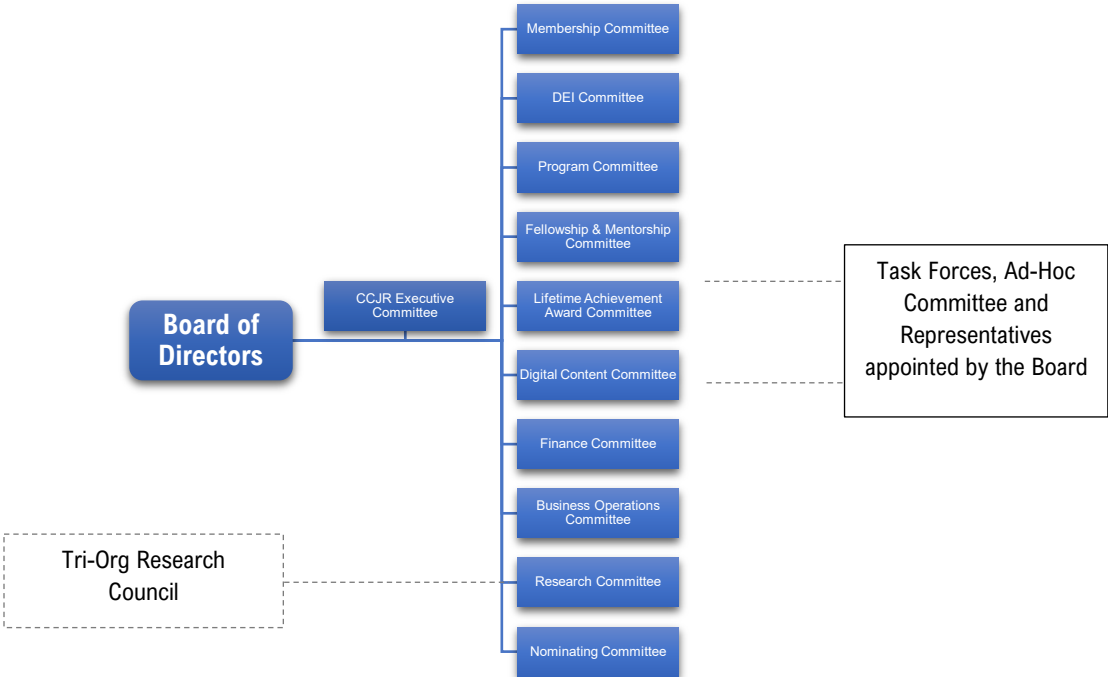 Membership Committee
DEI Committee
Program Committee
Fellowship & Mentorship
Committee
CCJR Executive
Committee
Lifetime Achievement
Award Committee
Board of
Directors
Digital Content Committee
Finance Committee
Business Operations
Committee
Research Committee
Nominating Committee
Task Forces, Ad-Hoc
Committee and
Representatives
appointed by the Board
Tri-Org Research
Council